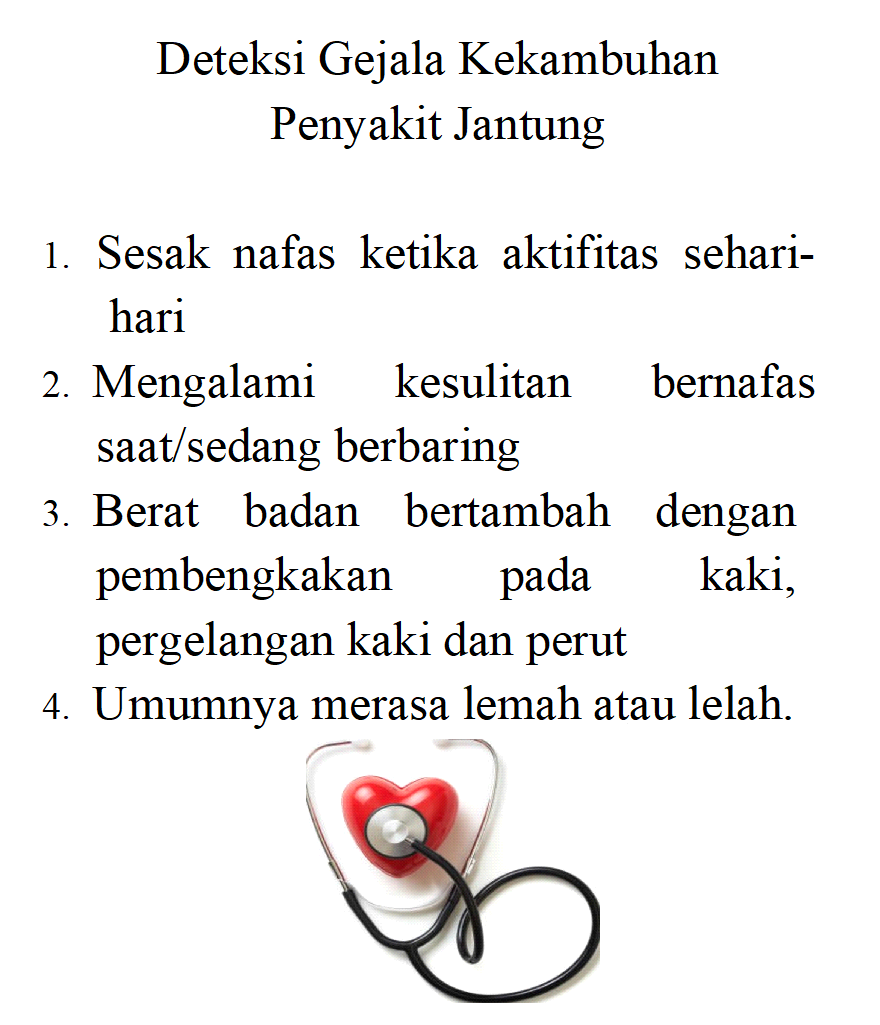 Deteksi Gejala Kekambuhan
Penyakit Jantung
1. Sesak nafas ketika aktifitas sehari-
hari
2. Mengalami kesulitan bernafas
saat/sedang berbaring
3. Berat badan bertambah dengan
pembengkakan pada kaki,
pergelangan kaki dan perut
4. Umumnya merasa lemah atau lelah.